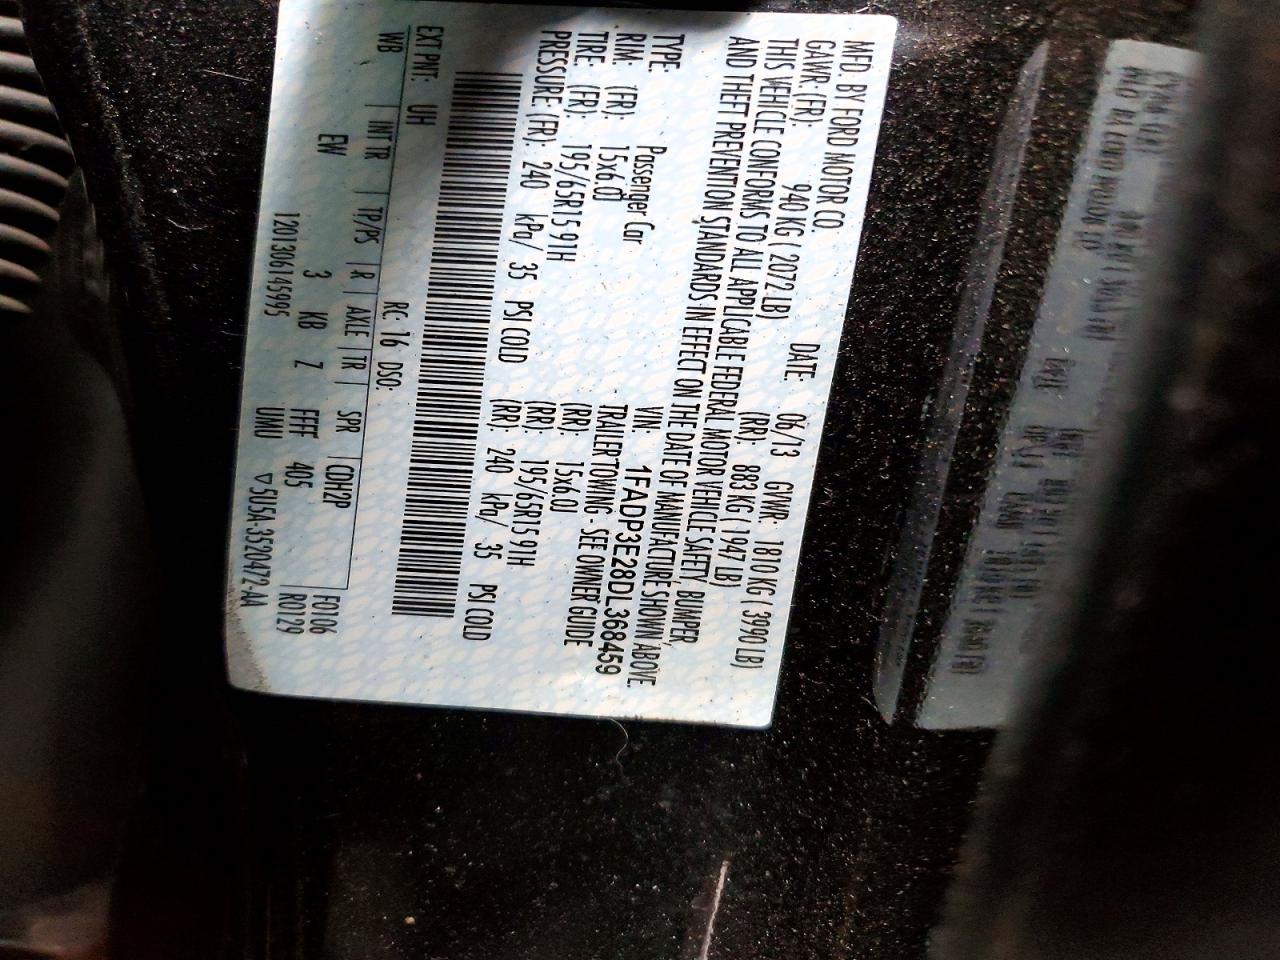 MFD. BY FORD MOTOR CO.
DATE: 06/13 GVWR: 1810 KG ( 3990 LB)
GAWR: (FR): 940 KG ( 2072 LB) (RR): 883 KG ( 1947 LB)
THIS VEHICLE CONFORMS TO ALL APPLICABLE FEDERAL MOTOR VEHICLE SAFETY, BUMPER,
AND THEFT PREVENTION STANDARDS IN EFFECT ON THE DATE OF MANUFACTURE SHOWN ABOVE.
VIN 1FADP3E28DL368459
TYPE: Passenger Car - TRAILER TOWING - SEE OWNER GUIDE
RIM: (FR): 15x6.0J (RR): 15x6.0J
TIRE: (FR): 195/65R15 91H (RR): 195/65R15 91H
PRESSURE: (FR): 240 kPa/ 35 PSI COLD (RR): 240 kPa/ 35 PSI COLD
EXT PNT: UH RC: 16 DSO:
WB INT TR TP/PS R AXLE TR SPR CDH2P
EW 3 KB Z FFF 4G5 F0306
R0129
120130614599S UMU ▽5U5A-3520472-AA